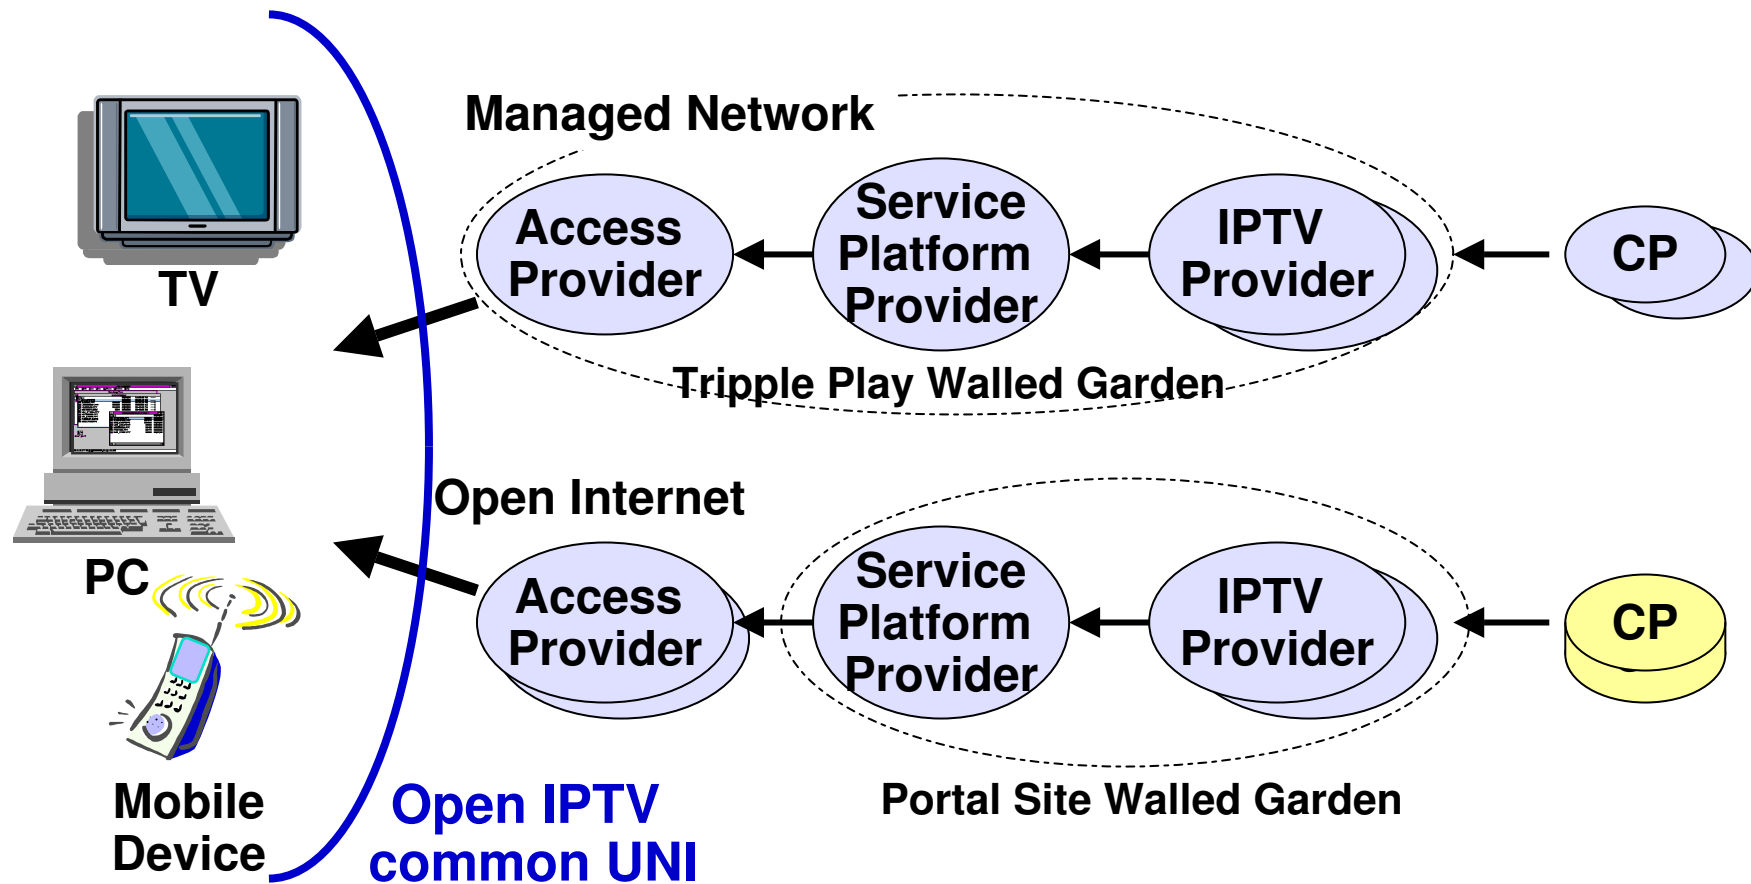 Managed Network
TV
Access
Provider
Service
Platform
Provider
IPTV
Provider
CP
Tripple Play Walled Garden
Open Internet
PC
Access
Provider
Service
Platform
Provider
IPTV
Provider
CP
Mobile
Device
Open IPTV
common UNI
Portal Site Walled Garden